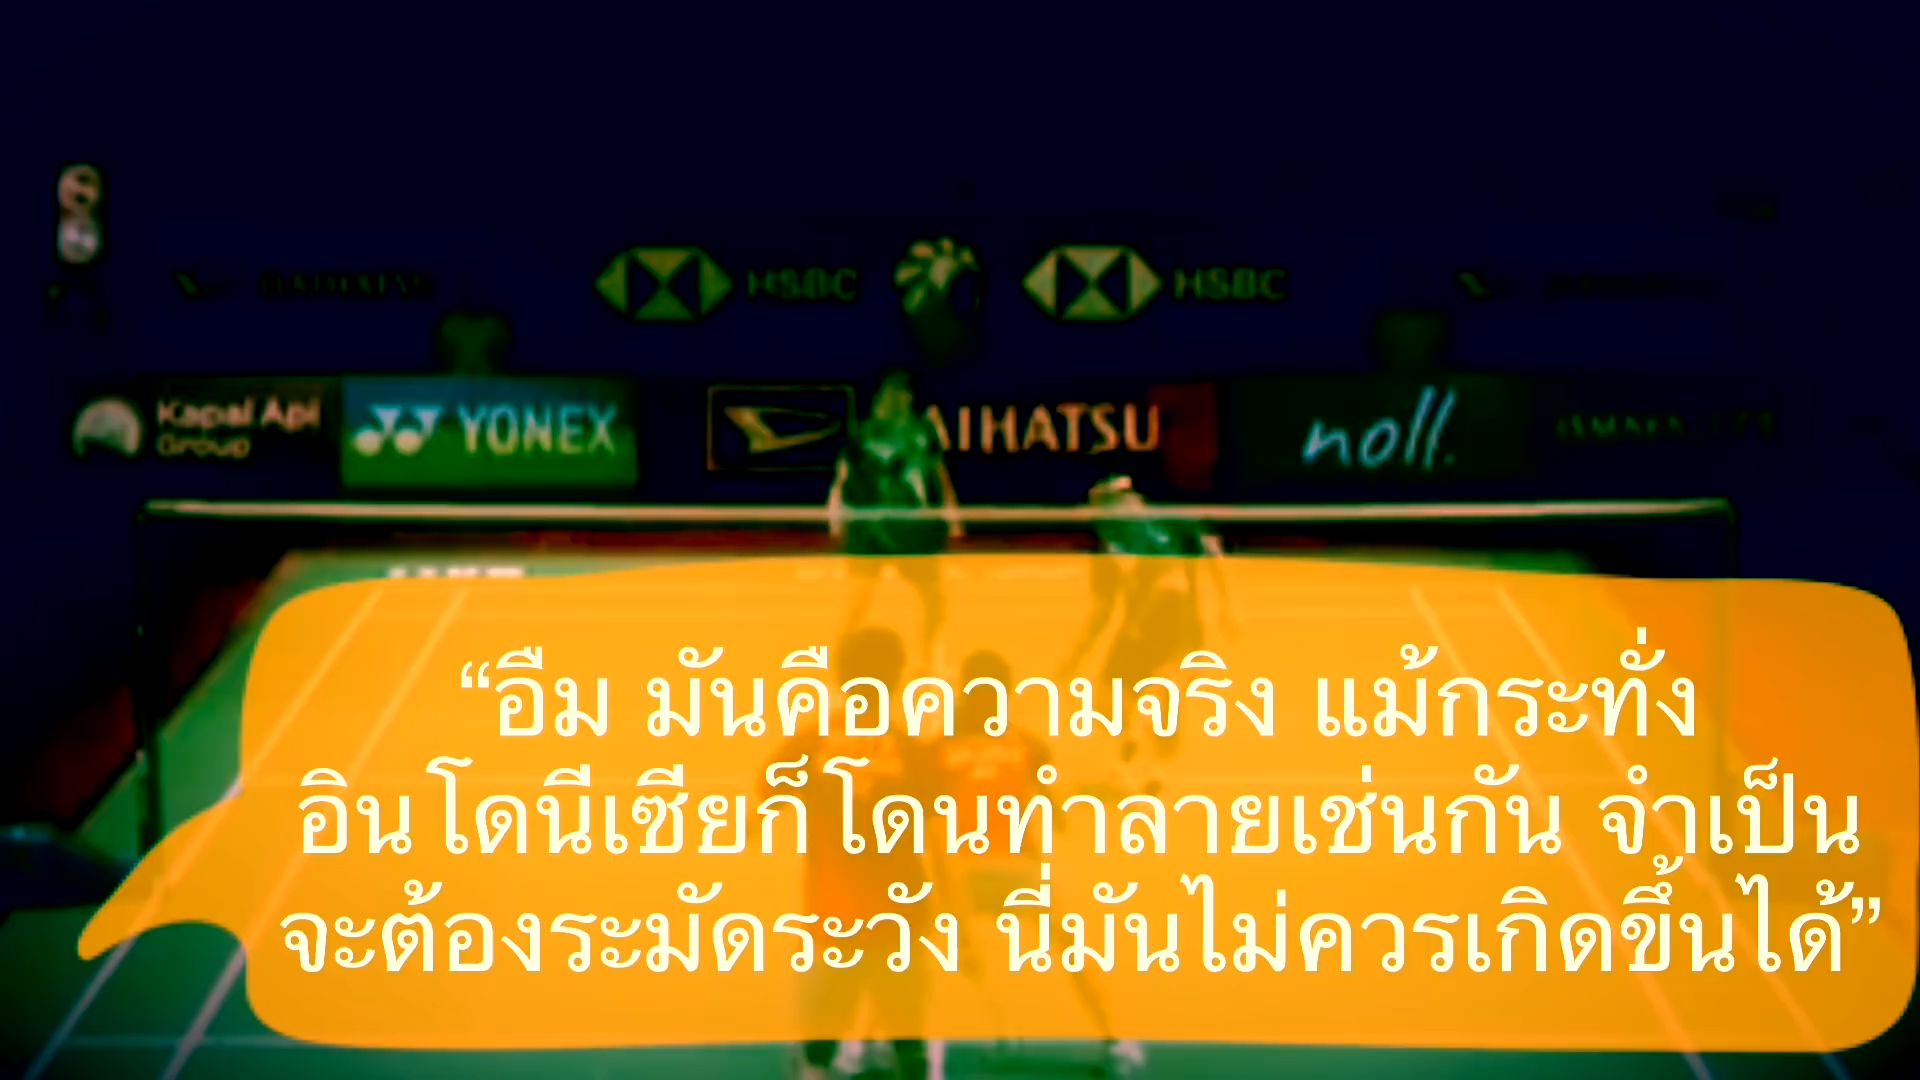 HSBC
HSBC
DAIHATSU
Kapal Api
Group
YONEX
DAIHATSU
noll.
“อืม มันคือความจริง แม้กระทั่ง
อินโดนีเซียก็โดนทำลายเช่นกัน จำเป็น
จะต้องระมัดระวัง นี่มันไม่ควรเกิดขึ้นได้”